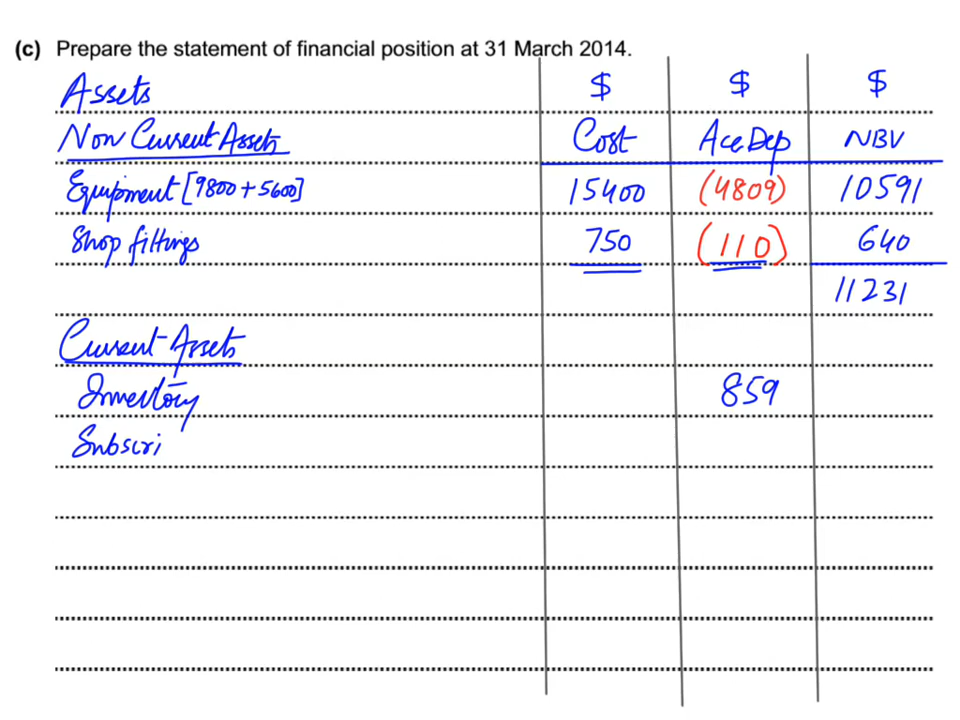 (c) Prepare the statement of financial position at 31 March 2014.
Assets $ $ $
Non Current Assets Cost Acc Dep NBV
Equipment [9800 + 5600] 15400 (4809) 10591
Shop fittings 750 (110) 640
11231
Current Assets
Inventory 859
Subscri